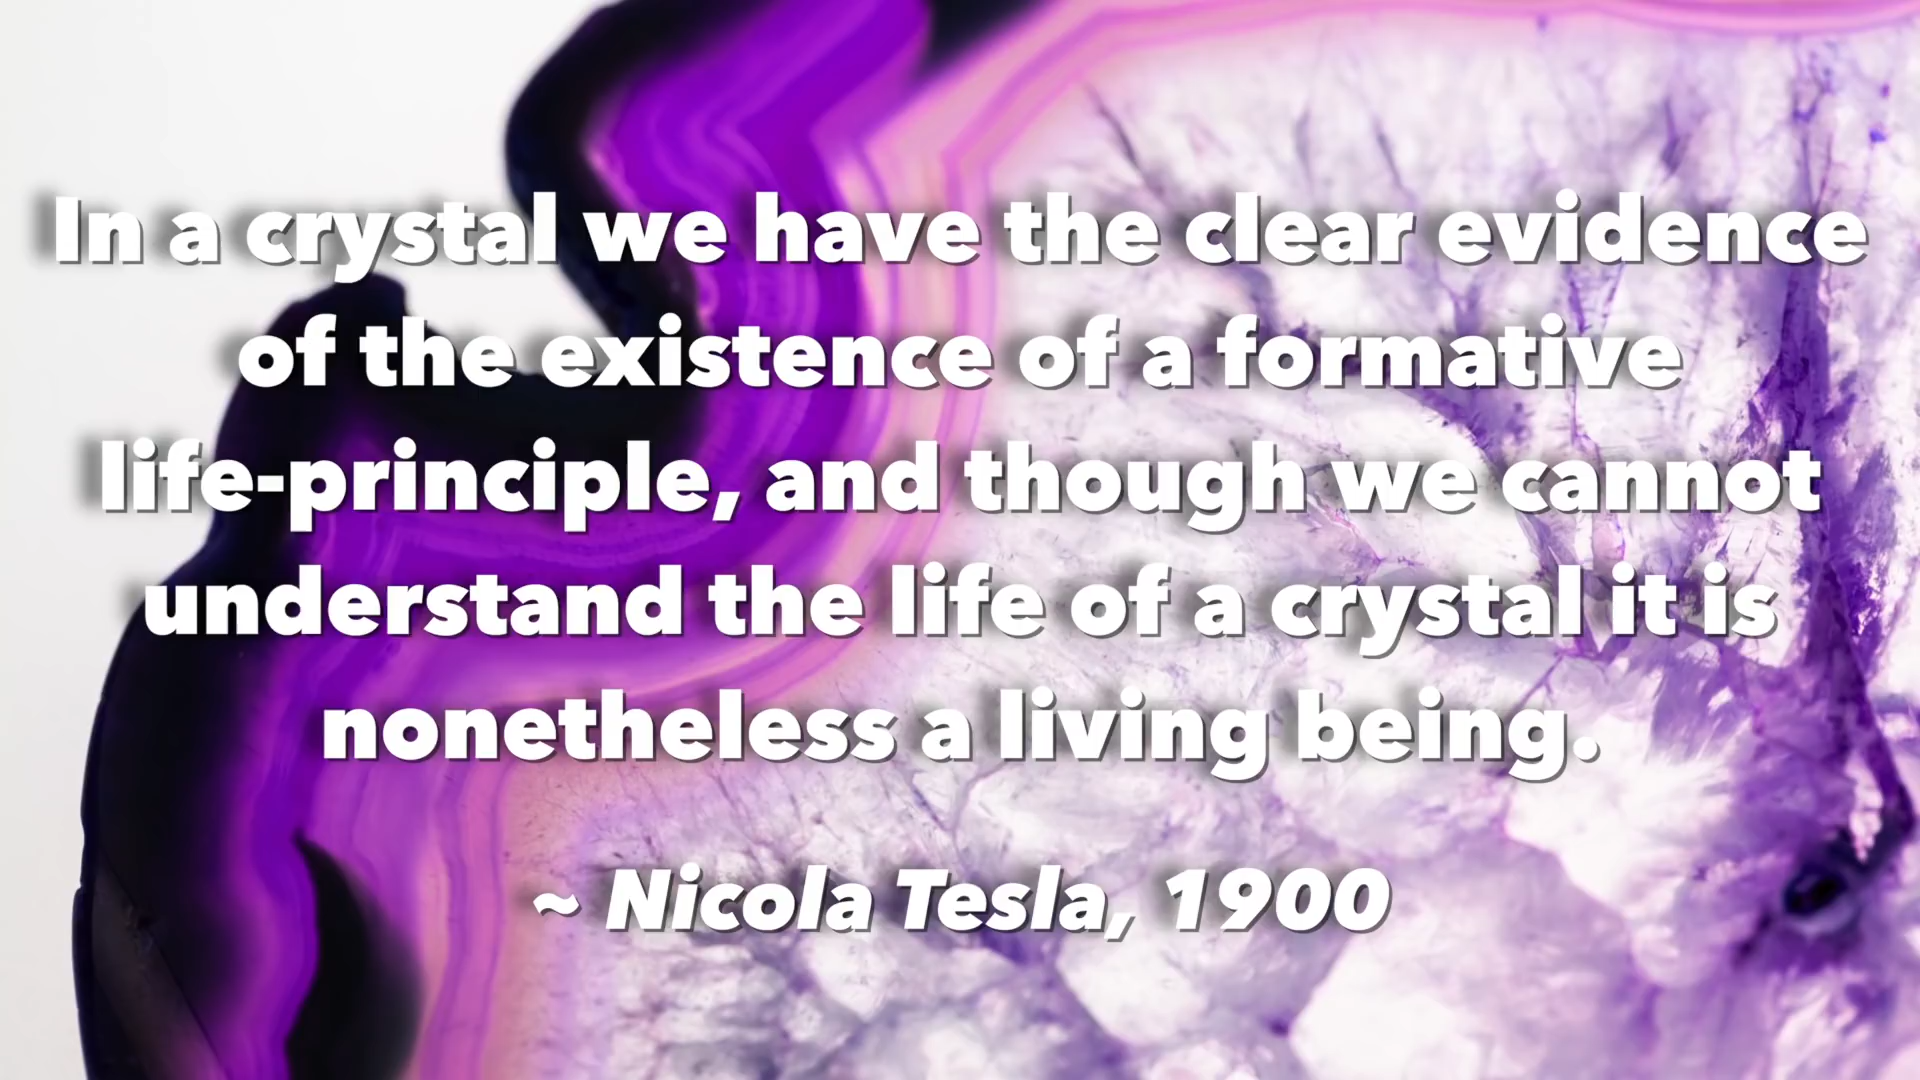 In a crystal we have the clear evidence
of the existence of a formative
life-principle, and though we cannot
understand the life of a crystal it is
nonetheless a living being.
~ Nicola Tesla, 1900